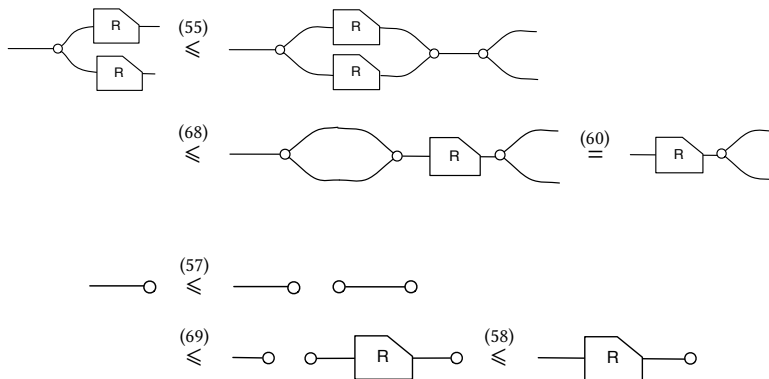 R (55) R
R ⩽ R
(68) (60)
⩽ R = R
(57)
⩽
(69) (58)
⩽ R ⩽ R